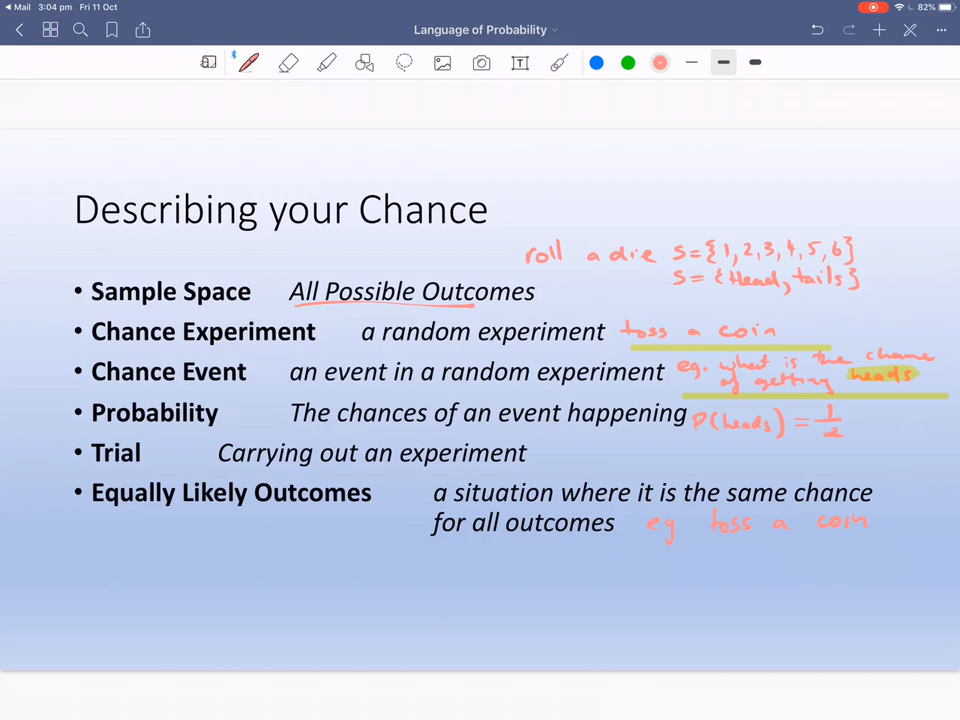 Mail 3:04 pm Fri 11 Oct 82%
Language of Probability
Describing your Chance
roll a die S={1,2,3,4,5,6}
S={Head, tails}
• Sample Space All Possible Outcomes
• Chance Experiment a random experiment toss a coin
• Chance Event an event in a random experiment eg. what is the chance
of getting heads
• Probability The chances of an event happening P(heads) = 1/2
• Trial Carrying out an experiment
• Equally Likely Outcomes a situation where it is the same chance
for all outcomes eg toss a coin